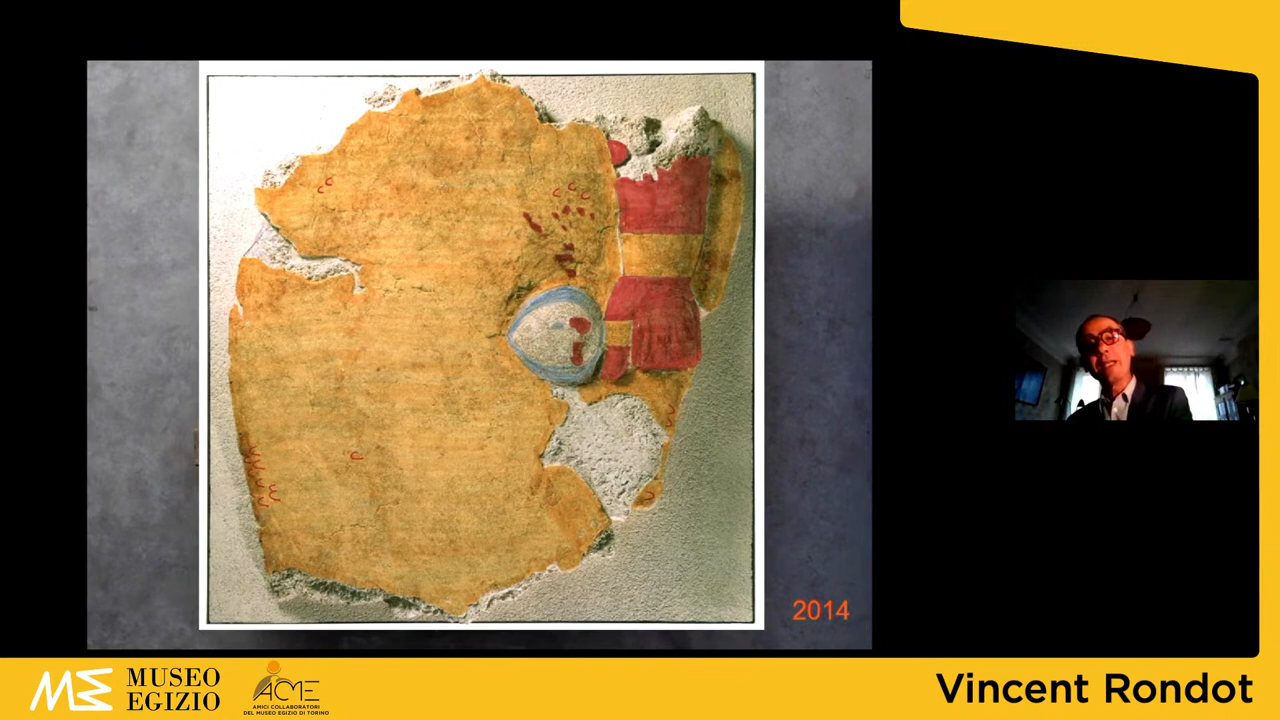 2014
MUSEO
EGIZIO
ACME
AMICI COLLABORATORI
DEL MUSEO EGIZIO DI TORINO
Vincent Rondot